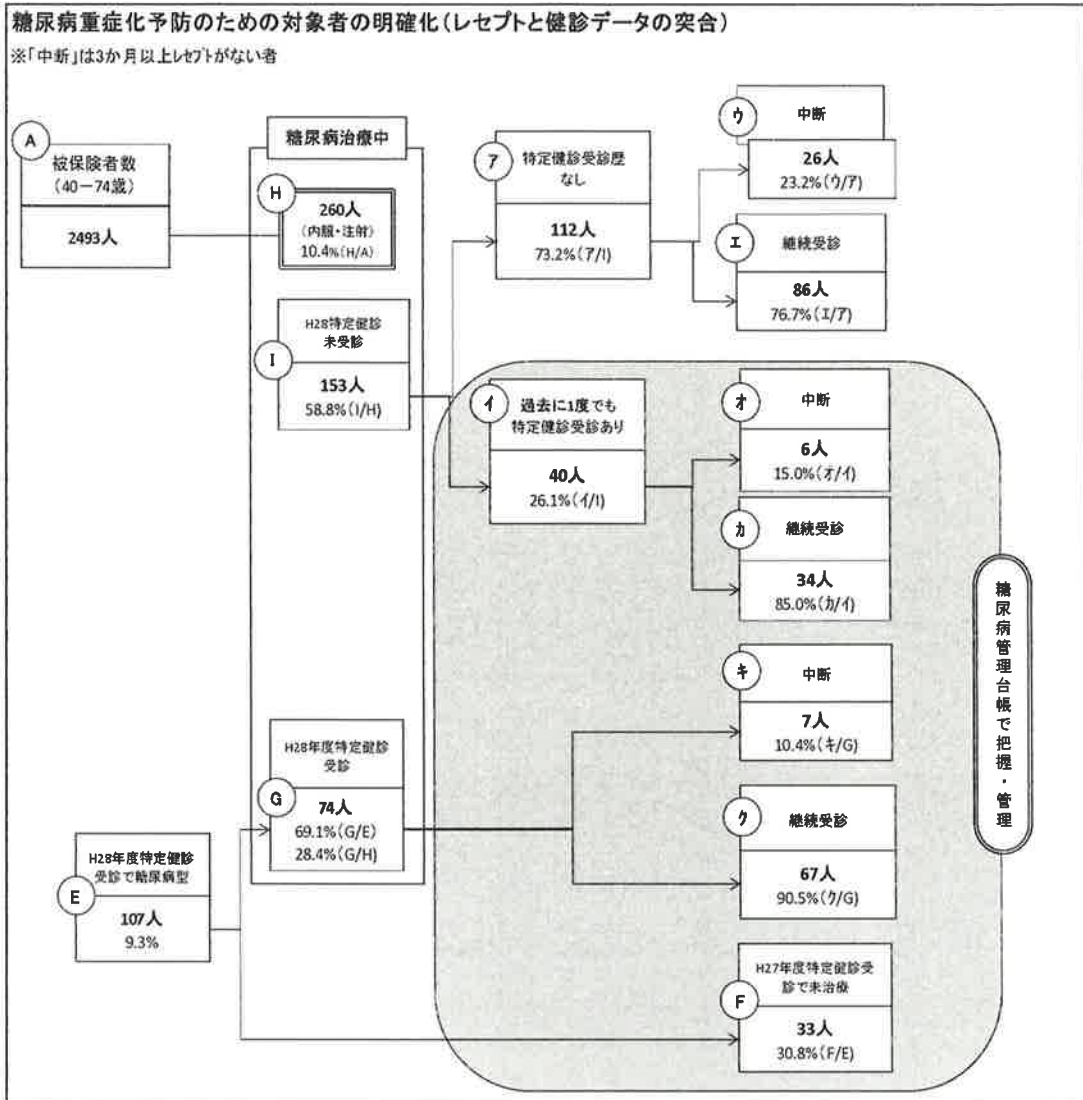 糖尿病重症化予防のための対象者の明確化(レセプトと健診データの突合)
※「中断」は3か月以上レセプトがない者
A
被保険者数
(40－74歳)
2493人
糖尿病治療中
H
260人
(内服・注射)
10.4%(H/A)
I
H28特定健診
未受診
153人
58.8%(I/H)
ア
特定健診受診歴
なし
112人
73.2%(ア/I)
ウ
中断
26人
23.2%(ウ/ア)
エ
継続受診
86人
76.7%(エ/ア)
イ
過去に1度でも
特定健診受診あり
40人
26.1%(イ/I)
オ
中断
6人
15.0%(オ/イ)
カ
継続受診
34人
85.0%(カ/イ)
キ
中断
7人
10.4%(キ/G)
G
H28年度特定健診
受診
74人
69.1%(G/E)
28.4%(G/H)
ク
継続受診
67人
90.5%(ク/G)
E
H28年度特定健診
受診で糖尿病型
107人
9.3%
F
H27年度特定健診受
診で未治療
33人
30.8%(F/E)
糖尿病管理台帳で把握・管理